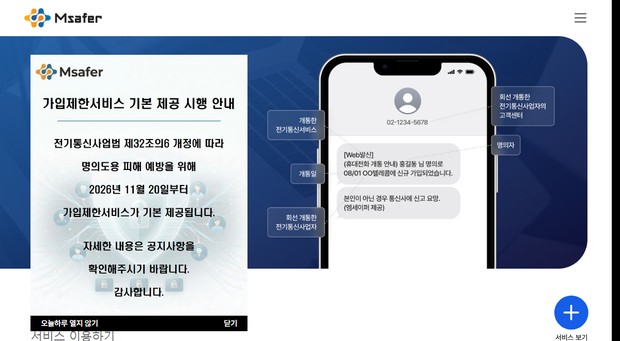 Msafer
Msafer
가입제한서비스 기본 제공 시행 안내
전기통신사업법 제32조의6 개정에 따라
명의도용 피해 예방을 위해
2026년 11월 20일부터
가입제한서비스가 기본 제공됩니다.
자세한 내용은 공지사항을
확인해주시기 바랍니다.
감사합니다.
오늘하루 열지 않기
닫기
서비스 이용하기
개통한
전기통신서비스
개통일
회선 개통한
전기통신사업자
02-1234-5678
[Web발신]
(휴대전화 개통 안내) 홍길동 님 명의로
08/01 OO텔레콤에 신규 가입되었습니다.
본인이 아닌 경우 통신사에 신고 요망.
(엠세이퍼 제공)
회선 개통한
전기통신사업자의
고객센터
명의자
서비스 보기